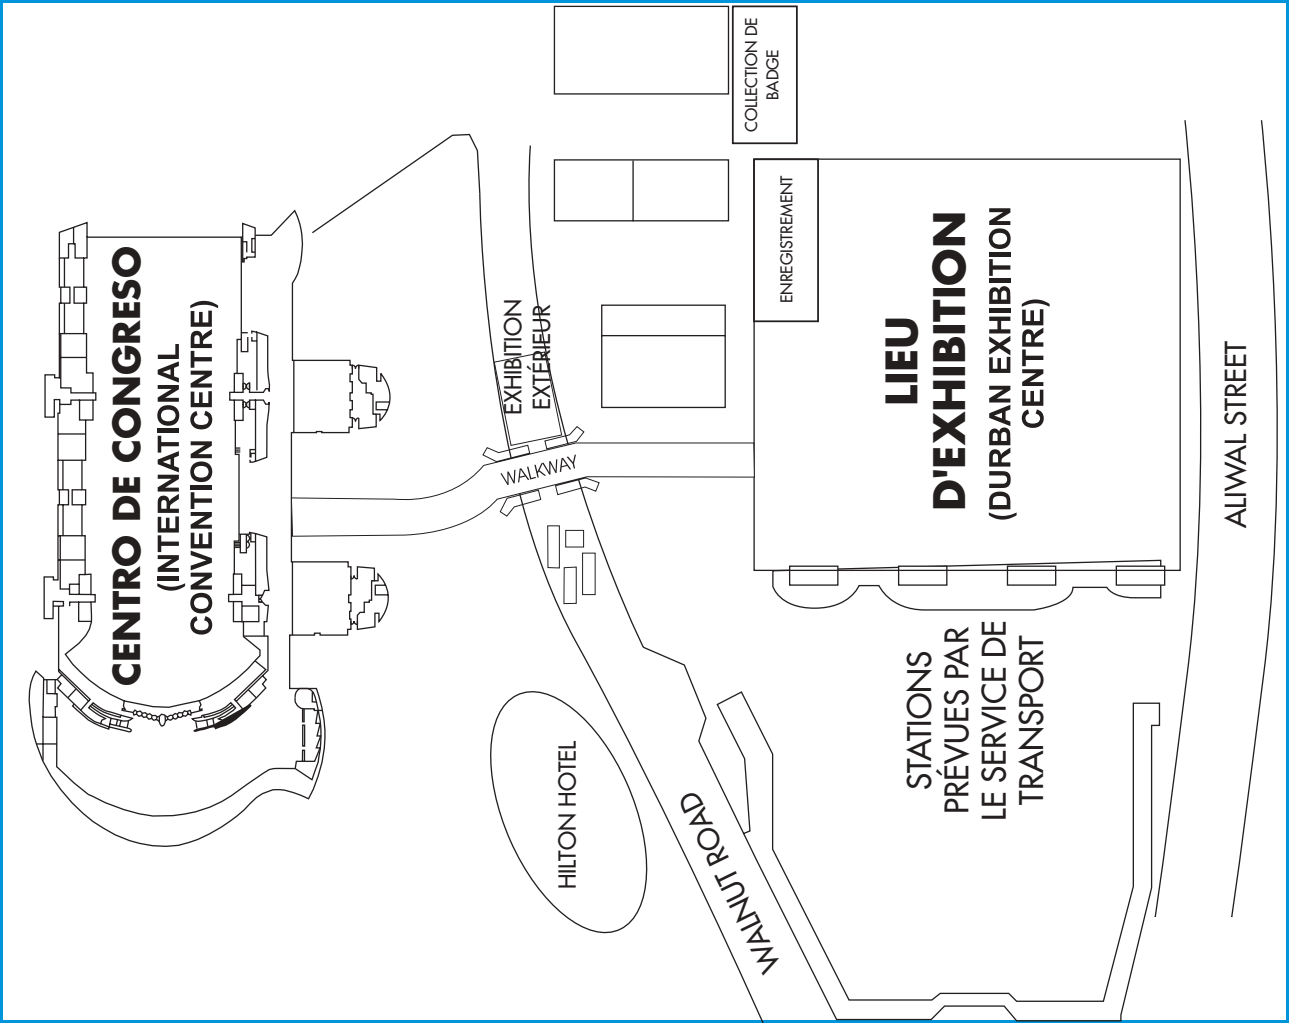 CENTRO DE CONGRESO
(INTERNATIONAL
CONVENTION CENTRE)
EXHIBITION
EXTÉRIEUR
WALKWAY
HILTON HOTEL
WALNUT ROAD
COLLECTION DE
BADGE
ENREGISTREMENT
LIEU
D'EXHIBITION
(DURBAN EXHIBITION
CENTRE)
STATIONS
PRÉVUES PAR
LE SERVICE DE
TRANSPORT
ALIWAL STREET